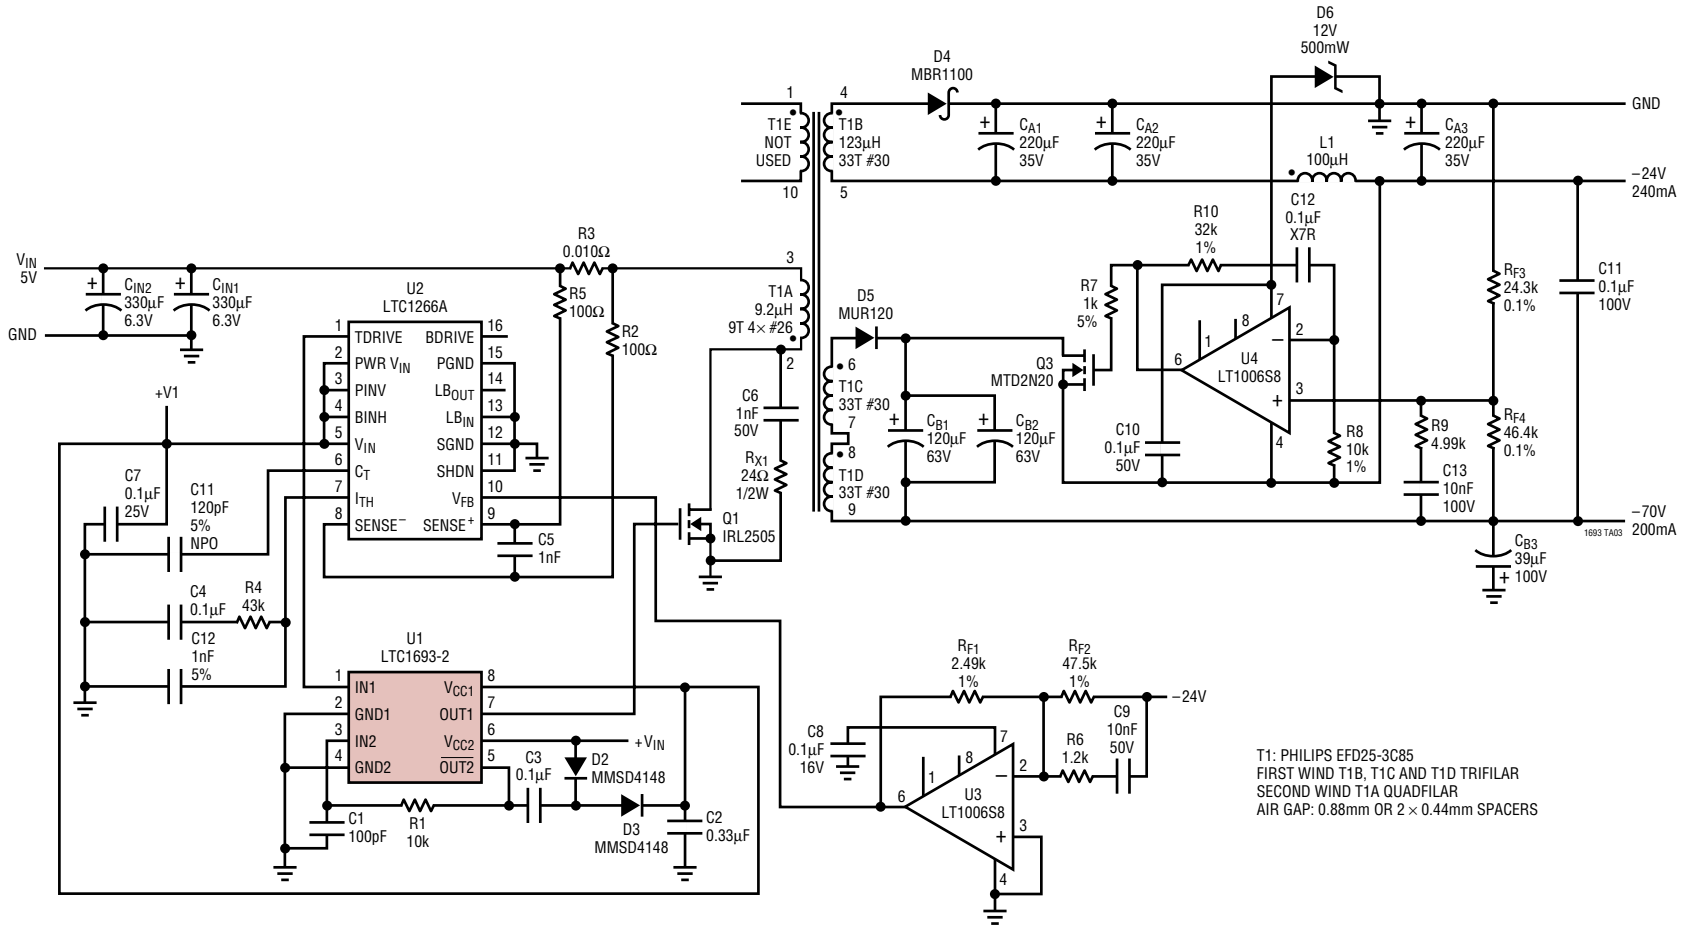 D6
12V
500mW
D4
MBR1100
1
4
GND
T1E
NOT
USED
T1B
123µH
33T #30
+
CA1
220µF
35V
+
CA2
220µF
35V
+
CA3
220µF
35V
L1
100µH
10
5
–24V
240mA
R10
32k
1%
C12
0.1µF
X7R
R3
0.010Ω
3
VIN
5V
+
CIN2
330µF
6.3V
+
CIN1
330µF
6.3V
GND
R5
100Ω
R2
100Ω
T1A
9.2µH
9T 4× #26
2
R7
1k
5%
RF3
24.3k
0.1%
C11
0.1µF
100V
D5
MUR120
6
T1C
33T #30
7
8
T1D
33T #30
9
Q3
MTD2N20
1
8
7
2
–
6
U4
LT1006S8
3
+
4
+
CB1
120µF
63V
+
CB2
120µF
63V
C10
0.1µF
50V
R8
10k
1%
R9
4.99k
C13
10nF
100V
RF4
46.4k
0.1%
–70V
200mA
1693 TA03
CB3
39µF
100V
+
U2
LTC1266A
1
TDRIVE
BDRIVE
16
2
PWR VIN
PGND
15
3
PINV
LBOUT
14
4
BINH
LBIN
13
5
VIN
SGND
12
6
CT
SHDN
11
7
ITH
VFB
10
8
SENSE–
SENSE+
9
+V1
C7
0.1µF
25V
C11
120pF
5%
NPO
C6
1nF
50V
RX1
24Ω
1/2W
Q1
IRL2505
C5
1nF
C4
0.1µF
R4
43k
C12
1nF
5%
U1
LTC1693-2
1
IN1
VCC1
8
2
GND1
OUT1
7
3
IN2
VCC2
6
4
GND2
OUT2
5
+VIN
C3
0.1µF
D2
MMSD4148
C1
100pF
R1
10k
D3
MMSD4148
C2
0.33µF
RF1
2.49k
1%
RF2
47.5k
1%
–24V
C8
0.1µF
16V
R6
1.2k
C9
10nF
50V
7
8
1
2
–
6
U3
LT1006S8
3
+
4
T1: PHILIPS EFD25-3C85
FIRST WIND T1B, T1C AND T1D TRIFILAR
SECOND WIND T1A QUADFILAR
AIR GAP: 0.88mm OR 2 × 0.44mm SPACERS